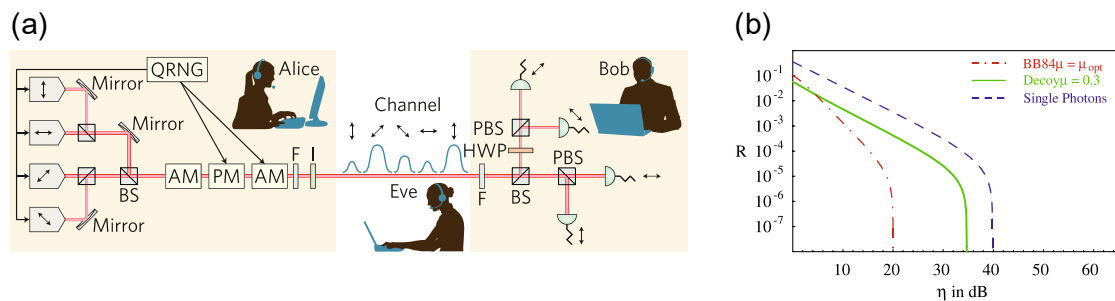 (a)
QRNG
Alice
Mirror
Mirror
BS
AM
PM
AM
F
I
Mirror
Channel
Eve
Bob
PBS
HWP
PBS
F
BS
(b)
BB84μ = μopt
Decoyμ = 0.3
Single Photons
R
10-1
10-2
10-3
10-4
10-5
10-6
10-7
10 20 30 40 50 60
η in dB